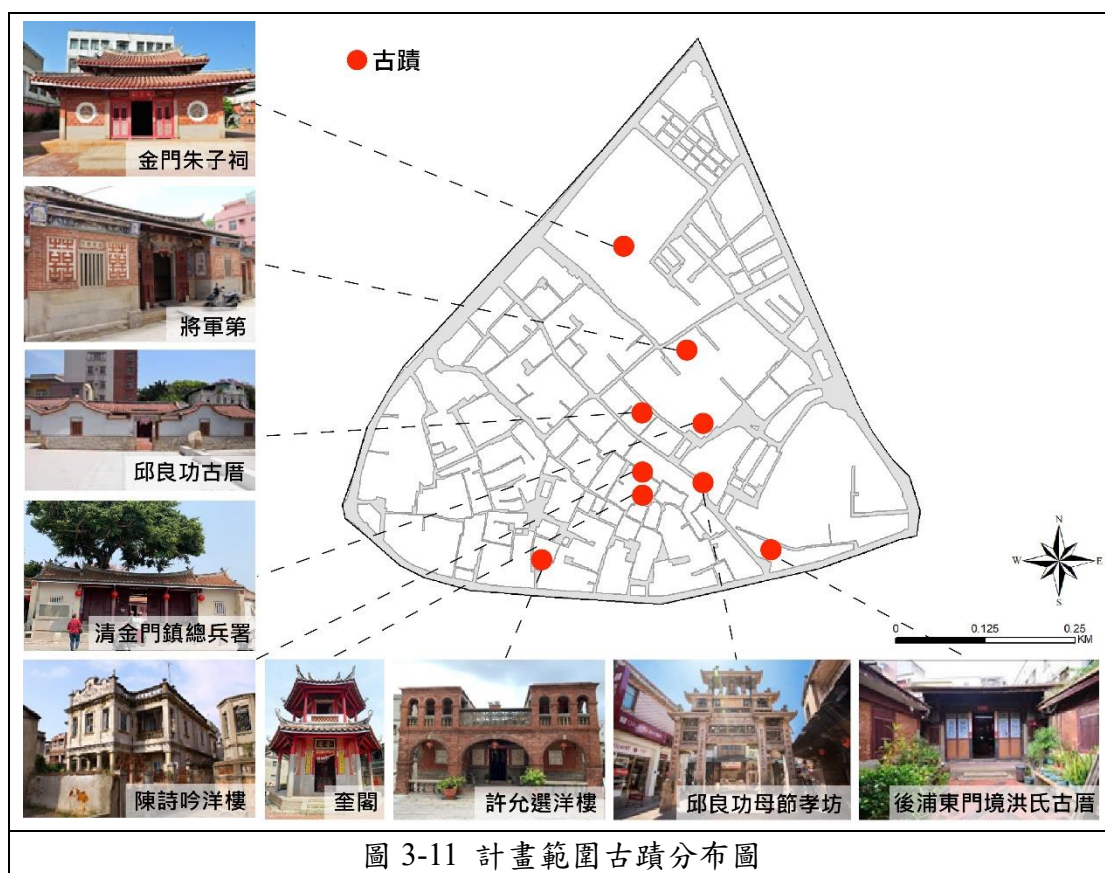 古蹟
金門朱子祠
將軍第
邱良功古厝
清金門鎮總兵署
陳詩吟洋樓
奎閣
許允選洋樓
邱良功母節孝坊
後浦東門境洪氏古厝
N
W
E
S
0
0.125
0.25
KM
圖 3-11 計畫範圍古蹟分布圖